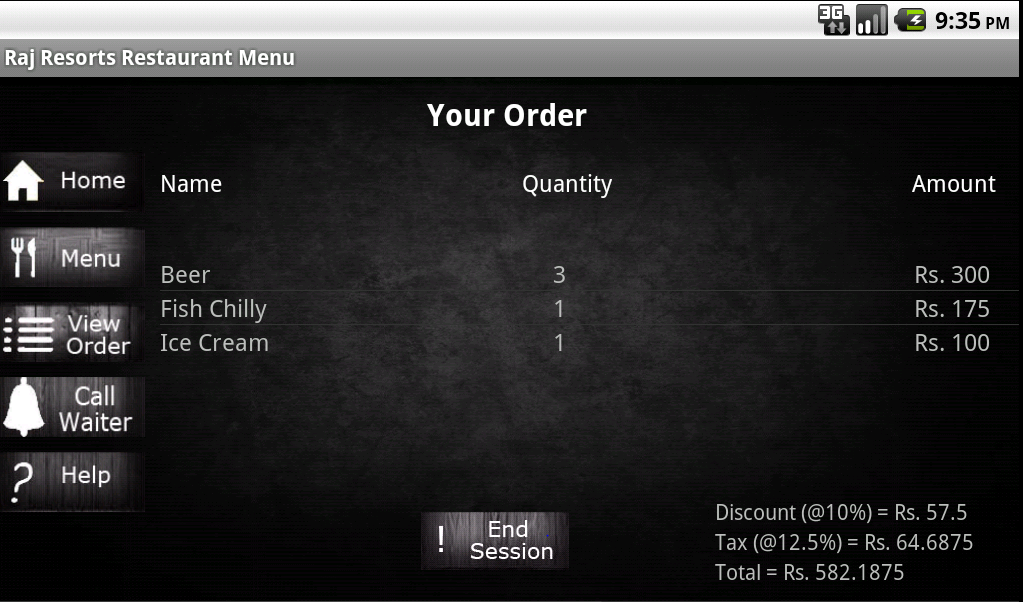 3G 9:35 PM
Raj Resorts Restaurant Menu
Your Order
Home
Menu
View
Order
Call
Waiter
? Help
Name Quantity Amount
Beer 3 Rs. 300
Fish Chilly 1 Rs. 175
Ice Cream 1 Rs. 100
! End
Session
Discount (@10%) = Rs. 57.5
Tax (@12.5%) = Rs. 64.6875
Total = Rs. 582.1875